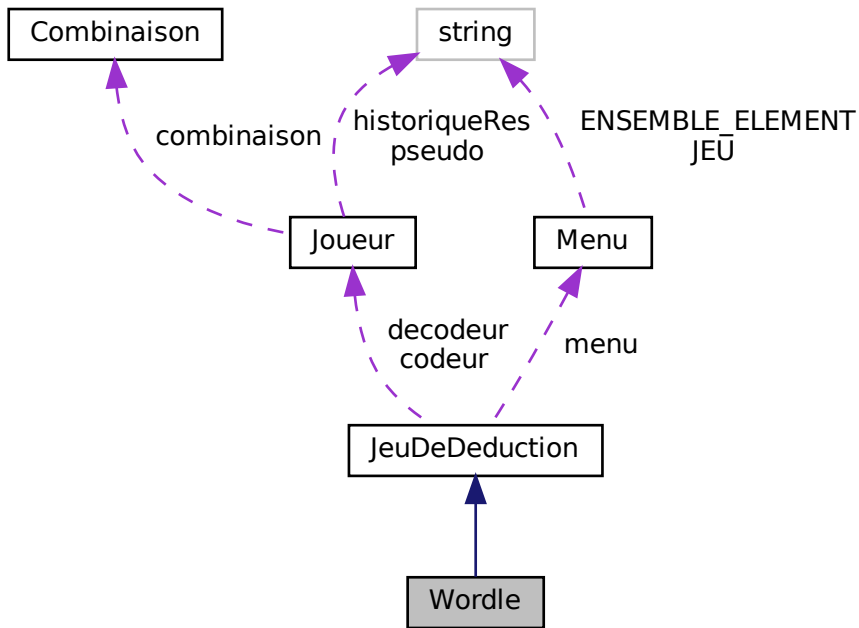 Combinaison
string
combinaison
historiqueRes
pseudo
ENSEMBLE_ELEMENT
JEU
Joueur
Menu
decodeur
codeur
menu
JeuDeDeduction
Wordle